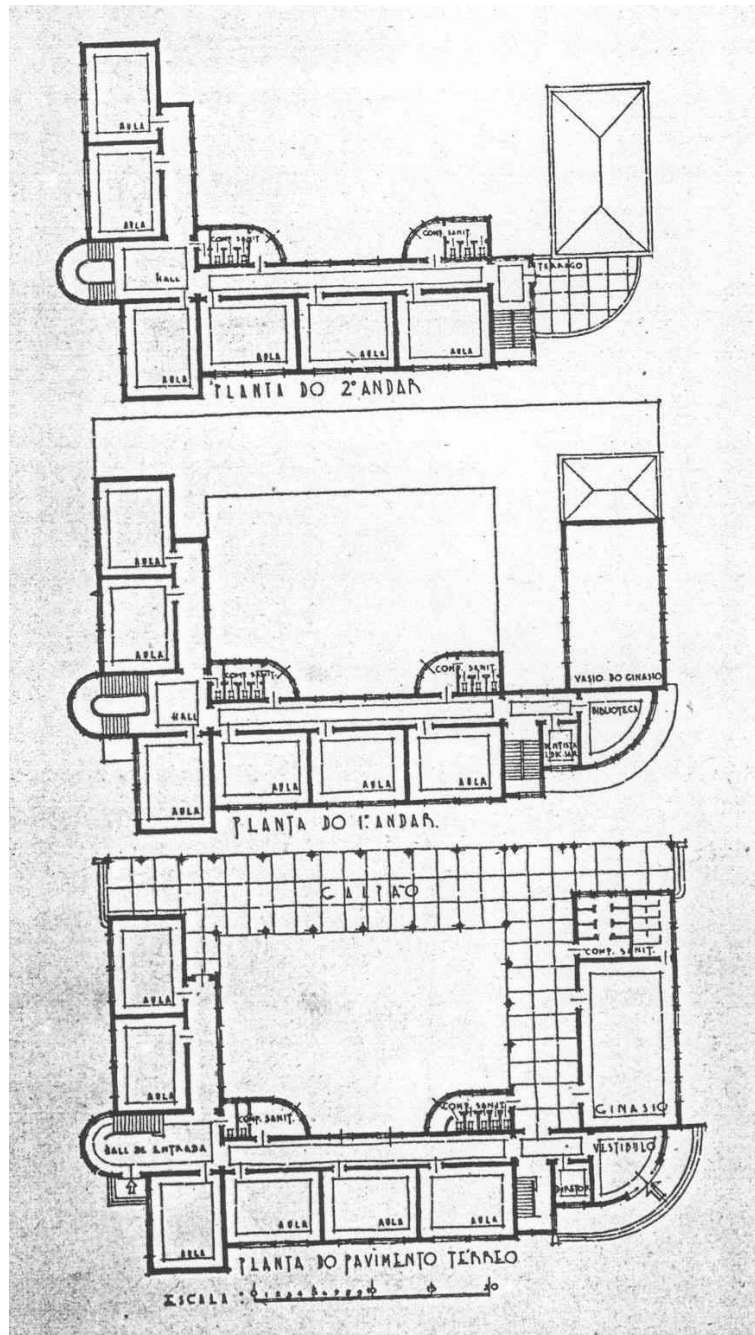 AULA
AULA
COMP. SANIT.
COMP. SANIT.
HALL
TERRAÇO
AULA
AULA
AULA
AULA
PLANTA DO 2º ANDAR
AULA
AULA
COMP. SANIT.
COMP. SANIT.
VASIO DO GINASIO
HALL
BIBLIOTECA
DENTISTA
AULA
AULA
AULA
AULA
PLANTA DO 1º ANDAR.
GALPÃO
AULA
COMP. SANIT.
AULA
COMP. SANIT.
COMP. SANIT.
GINASIO
HALL DE ENTRADA
VESTIBULO
DIRETOR
AULA
AULA
AULA
AULA
PLANTA DO PAVIMENTO TÉRREO
ESCALA: